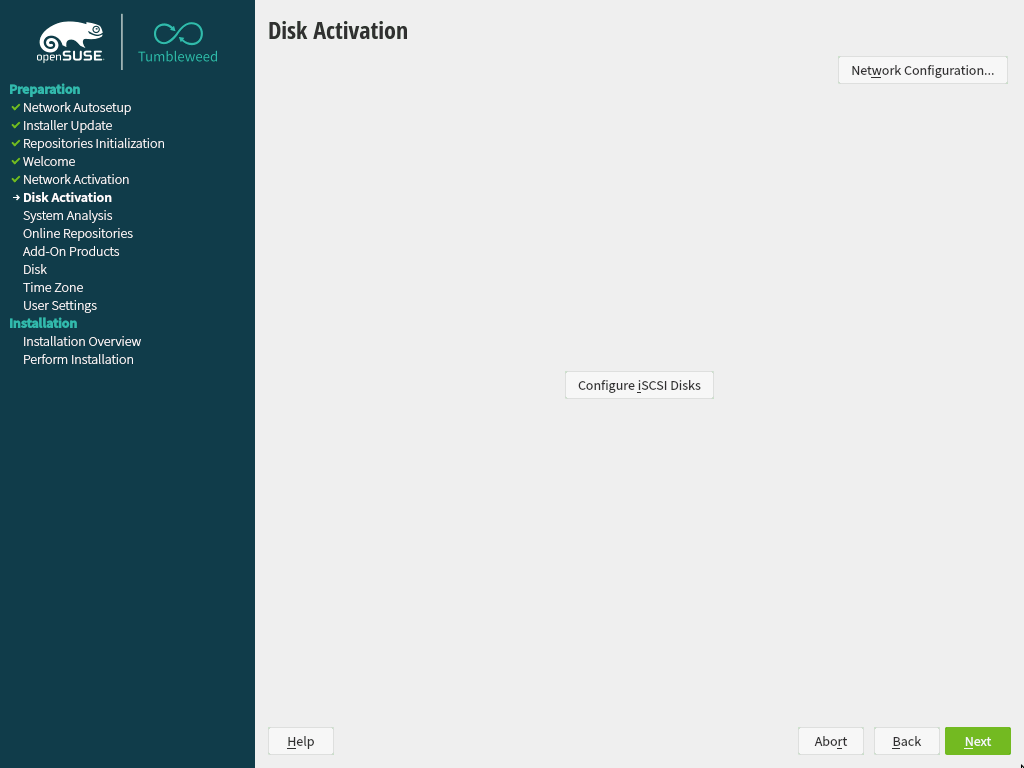 openSUSE
Tumbleweed
Preparation
Network Autosetup
Installer Update
Repositories Initialization
Welcome
Network Activation
Disk Activation
System Analysis
Online Repositories
Add-On Products
Disk
Time Zone
User Settings
Installation
Installation Overview
Perform Installation
Disk Activation
Network Configuration...
Configure iSCSI Disks
Help
Abort
Back
Next